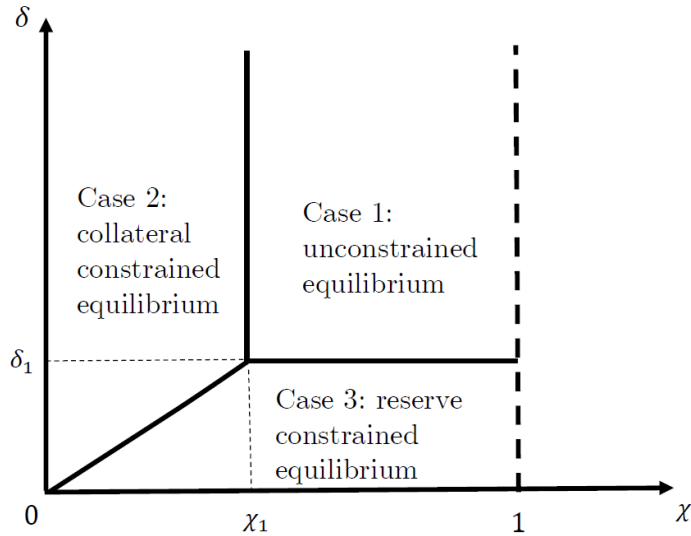 δ
Case 2:
collateral
constrained
equilibrium
Case 1:
unconstrained
equilibrium
δ₁
Case 3: reserve
constrained
equilibrium
0
χ₁
1
χ